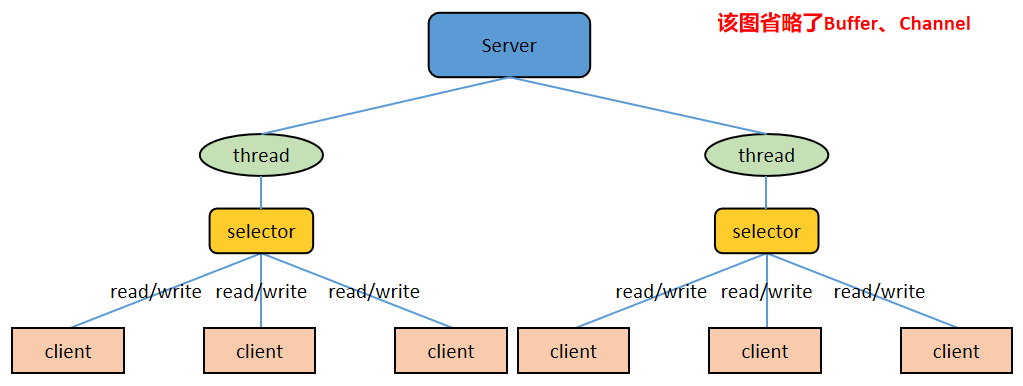 该图省略了Buffer、Channel
Server
thread
thread
selector
selector
read/write
read/write
read/write
read/write
read/write
read/write
client
client
client
client
client
client